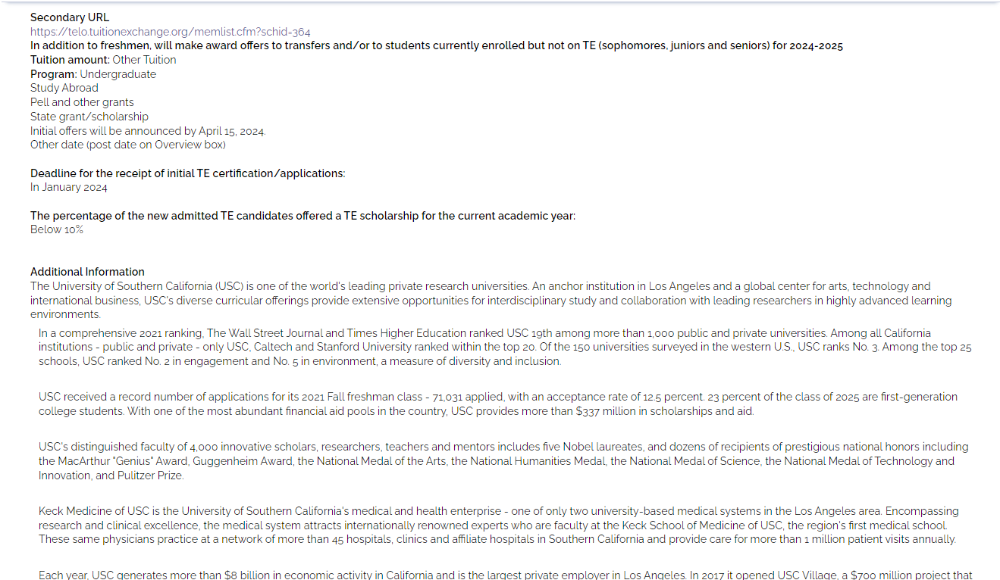 Secondary URL
https://telo.tuitionexchange.org/memlist.cfm?schid=364
In addition to freshmen, will make award offers to transfers and/or to students currently enrolled but not on TE (sophomores, juniors and seniors) for 2024-2025
Tuition amount: Other Tuition
Program: Undergraduate
Study Abroad
Pell and other grants
State grant/scholarship
Initial offers will be announced by April 15, 2024.
Other date (post date on Overview box)
Deadline for the receipt of initial TE certification/applications:
In January 2024
The percentage of the new admitted TE candidates offered a TE scholarship for the current academic year:
Below 10%
Additional Information
The University of Southern California (USC) is one of the world's leading private research universities. An anchor institution in Los Angeles and a global center for arts, technology and
international business, USC's diverse curricular offerings provide extensive opportunities for interdisciplinary study and collaboration with leading researchers in highly advanced learning
environments.
In a comprehensive 2021 ranking, The Wall Street Journal and Times Higher Education ranked USC 19th among more than 1,000 public and private universities. Among all California
institutions - public and private - only USC, Caltech and Stanford University ranked within the top 20. Of the 150 universities surveyed in the western U.S., USC ranks No. 3. Among the top 25
schools, USC ranked No. 2 in engagement and No. 5 in environment, a measure of diversity and inclusion.
USC received a record number of applications for its 2021 Fall freshman class - 71,031 applied, with an acceptance rate of 12.5 percent. 23 percent of the class of 2025 are first-generation
college students. With one of the most abundant financial aid pools in the country, USC provides more than $337 million in scholarships and aid.
USC's distinguished faculty of 4,000 innovative scholars, researchers, teachers and mentors includes five Nobel laureates, and dozens of recipients of prestigious national honors including
the MacArthur "Genius" Award, Guggenheim Award, the National Medal of the Arts, the National Humanities Medal, the National Medal of Science, the National Medal of Technology and
Innovation, and Pulitzer Prize.
Keck Medicine of USC is the University of Southern California's medical and health enterprise - one of only two university-based medical systems in the Los Angeles area. Encompassing
research and clinical excellence, the medical system attracts internationally renowned experts who are faculty at the Keck School of Medicine of USC, the region's first medical school.
These same physicians practice at a network of more than 45 hospitals, clinics and affiliate hospitals in Southern California and provide care for more than 1 million patient visits annually.
Each year, USC generates more than $8 billion in economic activity in California and is the largest private employer in Los Angeles. In 2017 it opened USC Village, a $700 million project that